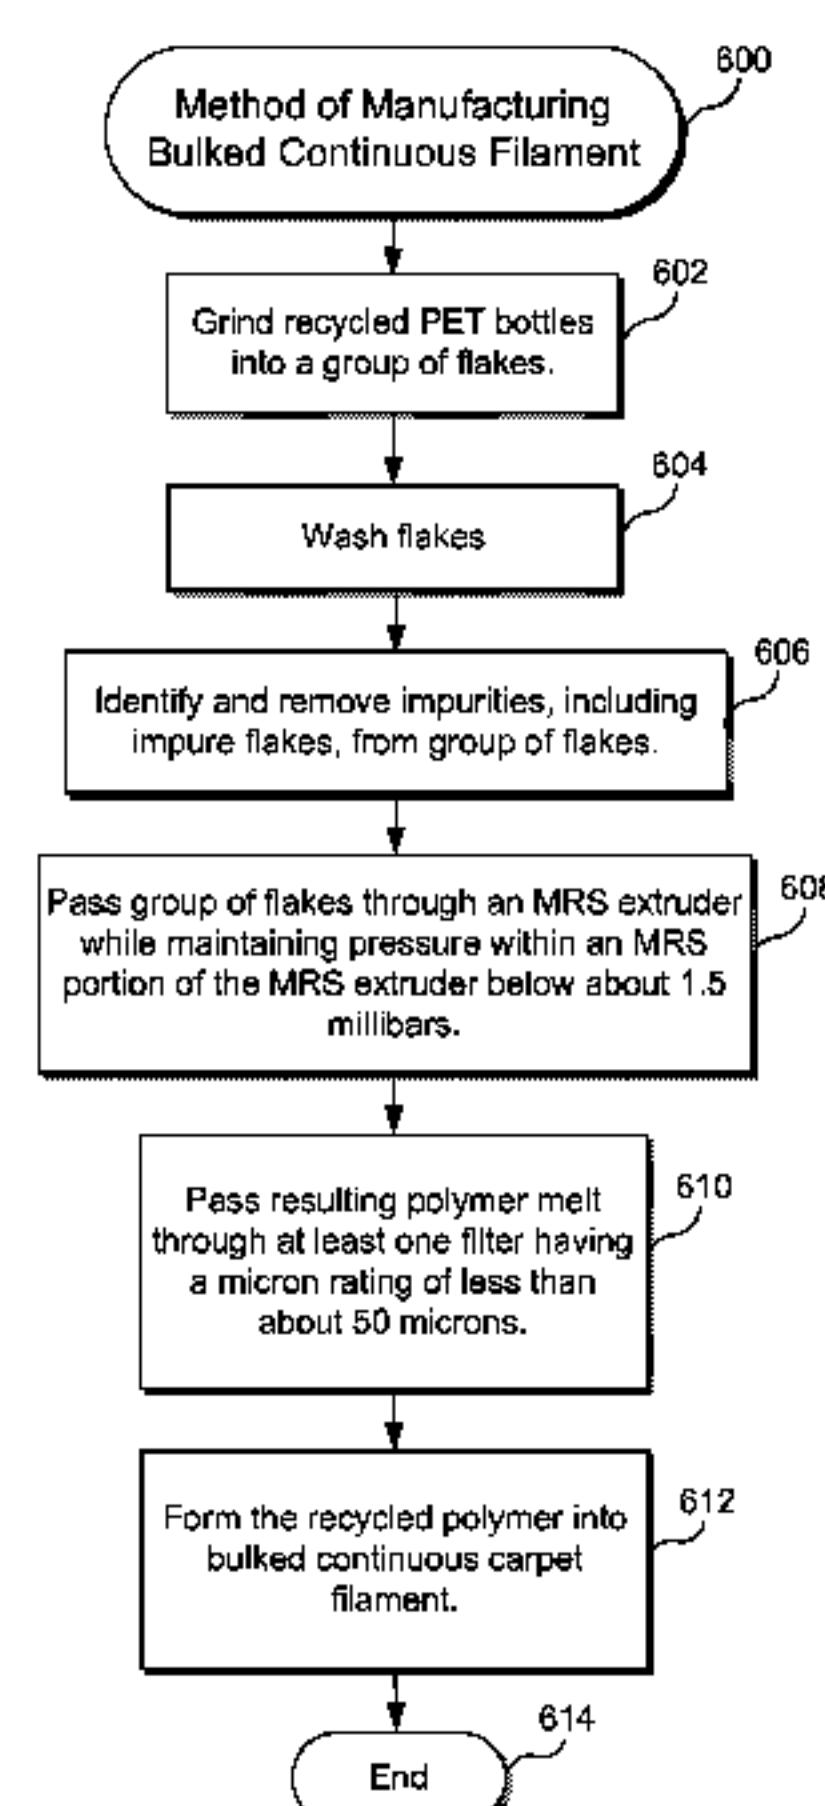 600
Method of Manufacturing
Bulked Continuous Filament
602
Grind recycled PET bottles
into a group of flakes.
604
Wash flakes
606
Identify and remove impurities, including
impure flakes, from group of flakes.
608
Pass group of flakes through an MRS extruder
while maintaining pressure within an MRS
portion of the MRS extruder below about 1.5
millibars.
610
Pass resulting polymer melt
through at least one filter having
a micron rating of less than
about 50 microns.
612
Form the recycled polymer into
bulked continuous carpet
filament.
614
End